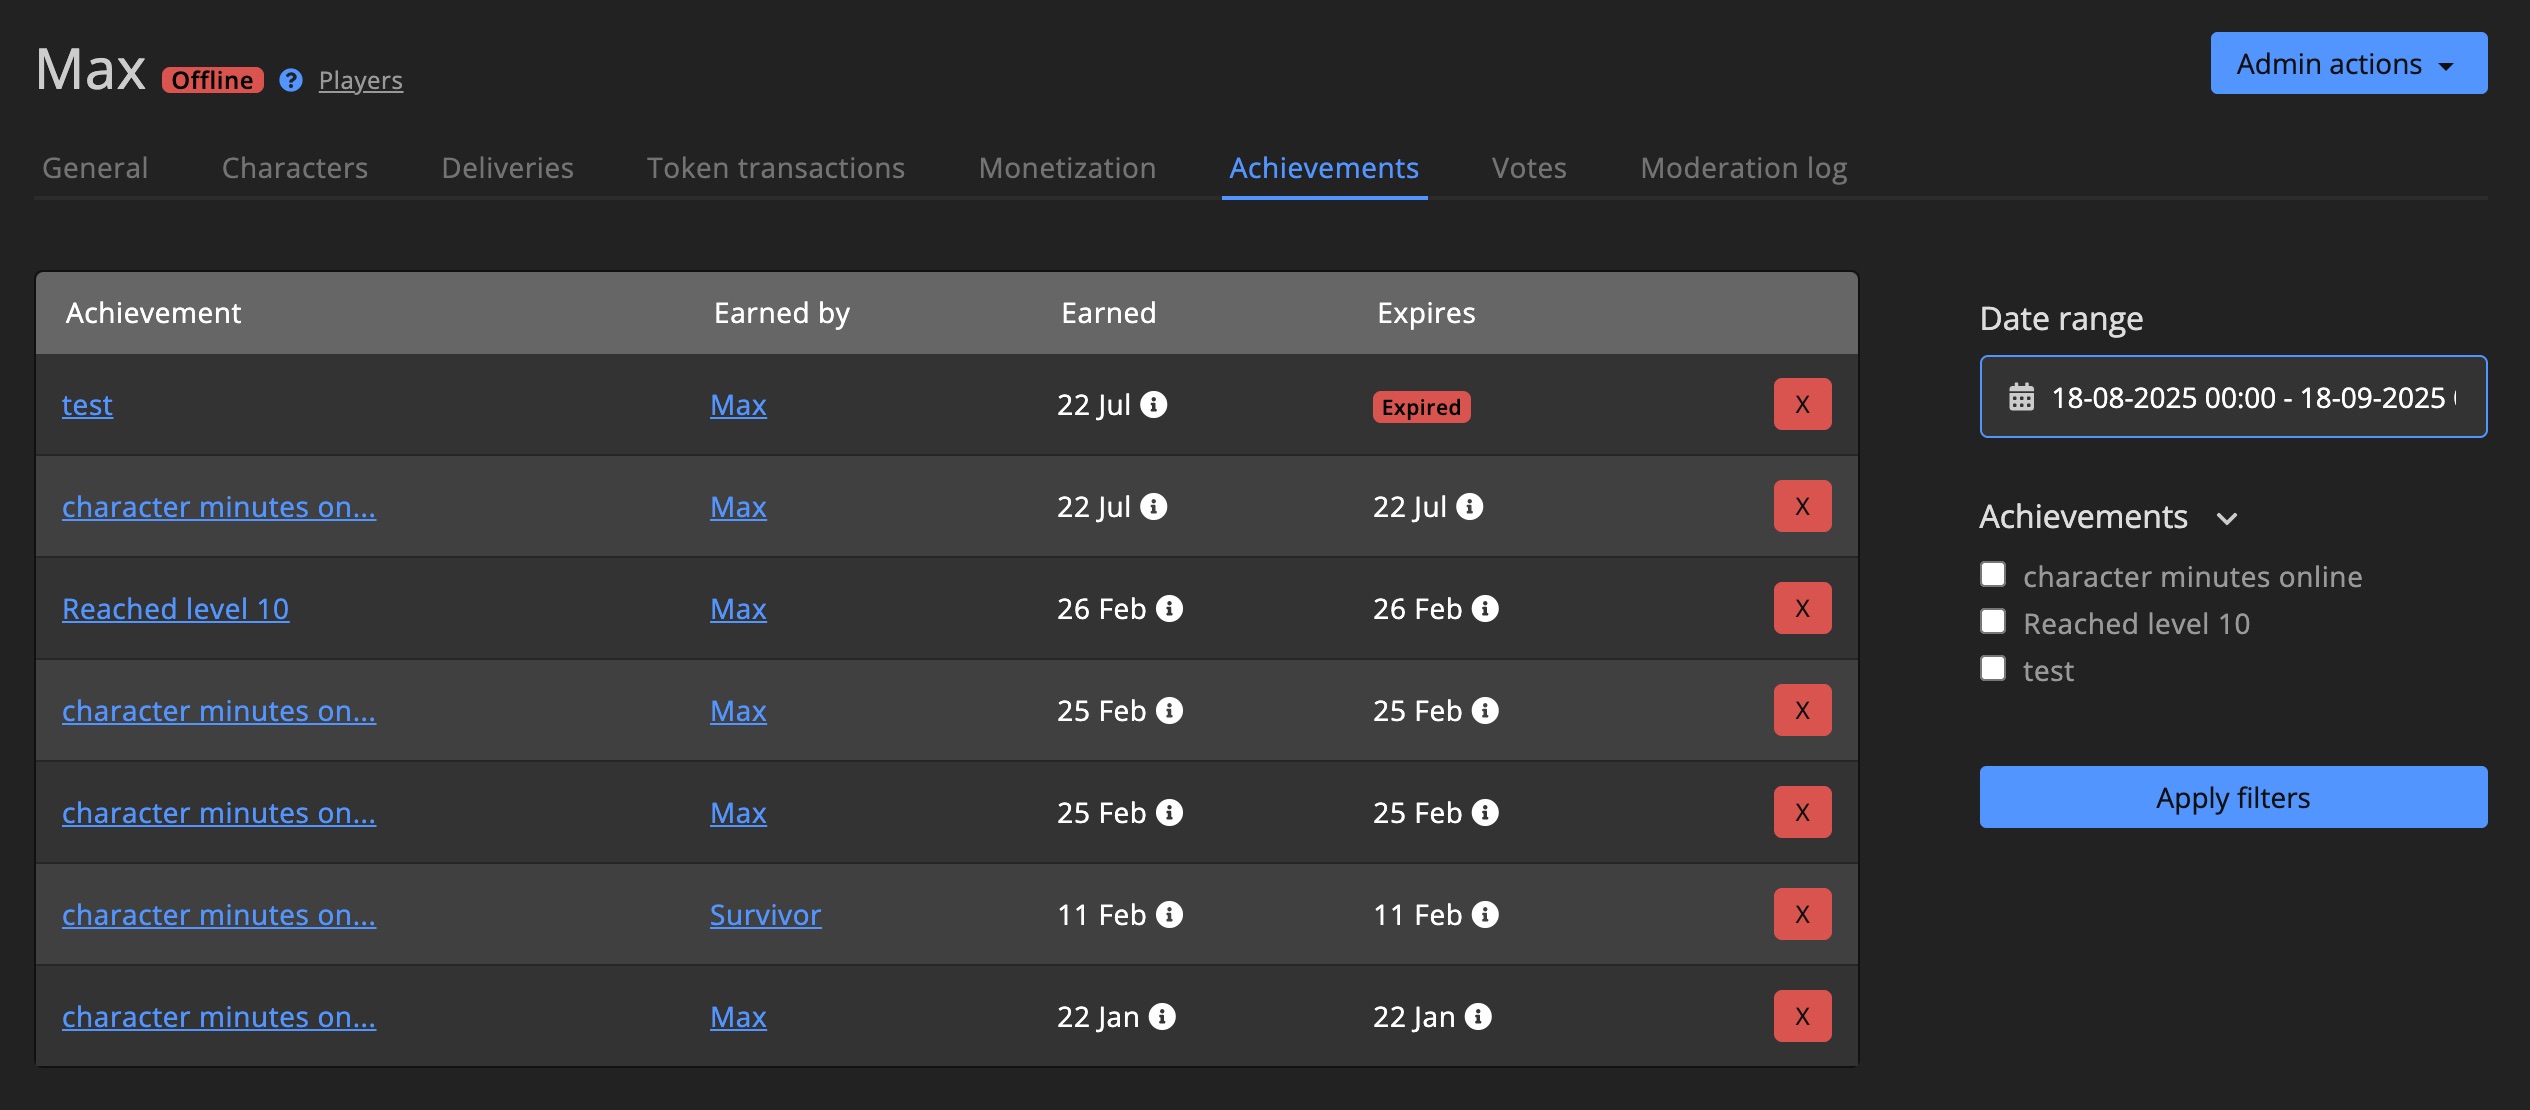 Max Offline ? Players
Admin actions
General Characters Deliveries Token transactions Monetization Achievements Votes Moderation log
Achievement Earned by Earned Expires
test Max 22 Jul Expired X
character minutes on... Max 22 Jul 22 Jul X
Reached level 10 Max 26 Feb 26 Feb X
character minutes on... Max 25 Feb 25 Feb X
character minutes on... Max 25 Feb 25 Feb X
character minutes on... Survivor 11 Feb 11 Feb X
character minutes on... Max 22 Jan 22 Jan X
Date range
18-08-2025 00:00 - 18-09-2025
Achievements
character minutes online
Reached level 10
test
Apply filters